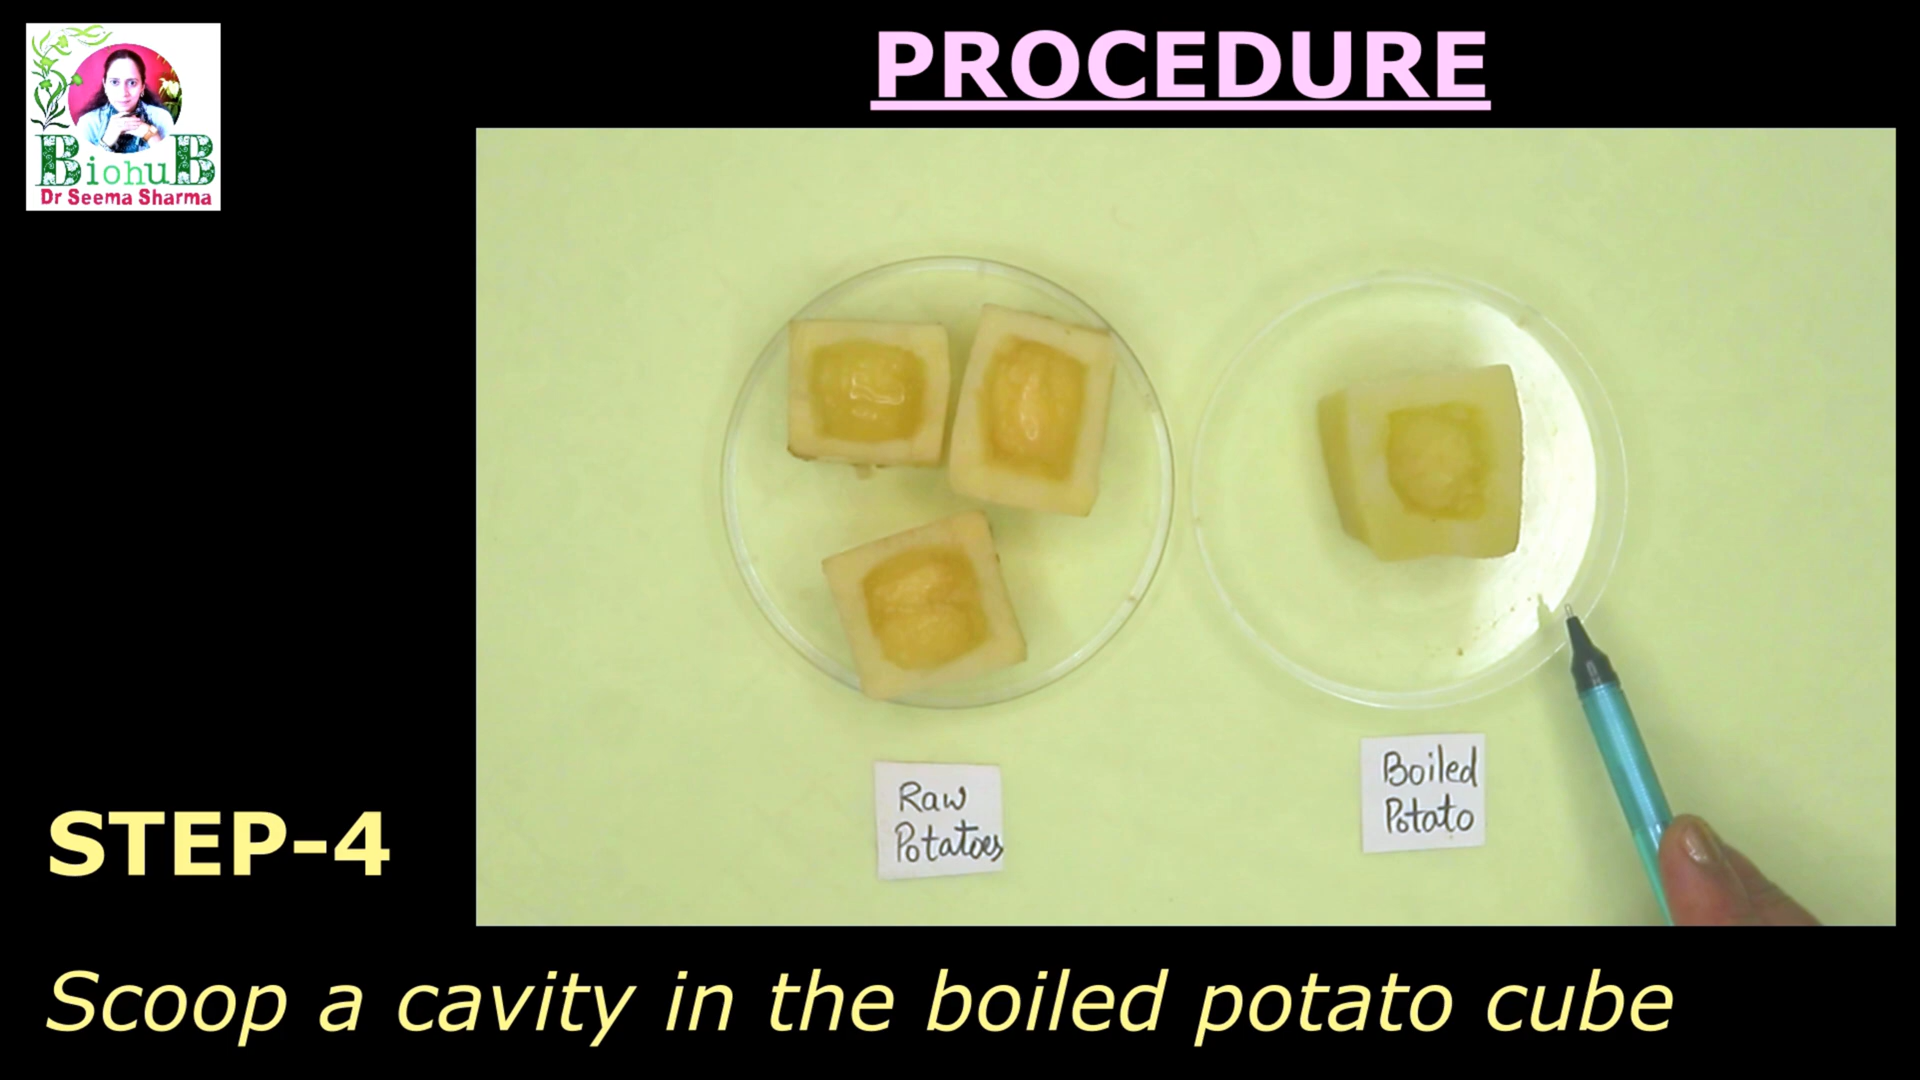 PROCEDURE
BiohuB
Dr Seema Sharma
Raw
Potatoes
Boiled
Potato
STEP-4
Scoop a cavity in the boiled potato cube